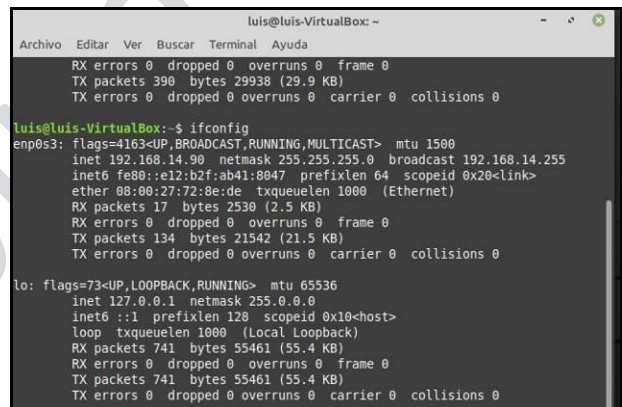 luis@luis-VirtualBox: ~
Archivo Editar Ver Buscar Terminal Ayuda
RX errors 0 dropped 0 overruns 0 frame 0
TX packets 390 bytes 29938 (29.9 KB)
TX errors 0 dropped 0 overruns 0 carrier 0 collisions 0
luis@luis-VirtualBox:~$ ifconfig
enp0s3: flags=4163<UP,BROADCAST,RUNNING,MULTICAST> mtu 1500
inet 192.168.14.90 netmask 255.255.255.0 broadcast 192.168.14.255
inet6 fe80::e12:b2f:ab41:8047 prefixlen 64 scopeid 0x20<link>
ether 08:00:27:72:8e:de txqueuelen 1000 (Ethernet)
RX packets 17 bytes 2530 (2.5 KB)
RX errors 0 dropped 0 overruns 0 frame 0
TX packets 134 bytes 21542 (21.5 KB)
TX errors 0 dropped 0 overruns 0 carrier 0 collisions 0
lo: flags=73<UP,LOOPBACK,RUNNING> mtu 65536
inet 127.0.0.1 netmask 255.0.0.0
inet6 ::1 prefixlen 128 scopeid 0x10<host>
loop txqueuelen 1000 (Local Loopback)
RX packets 741 bytes 55461 (55.4 KB)
RX errors 0 dropped 0 overruns 0 frame 0
TX packets 741 bytes 55461 (55.4 KB)
TX errors 0 dropped 0 overruns 0 carrier 0 collisions 0